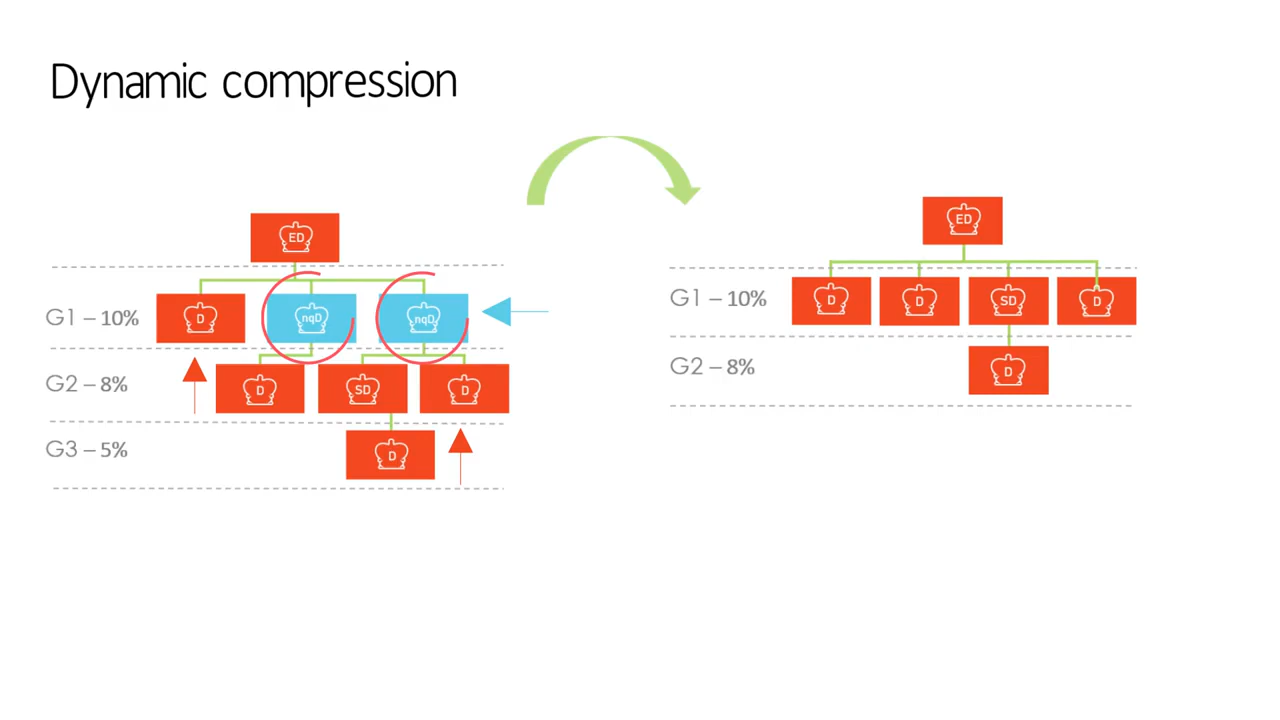 Dynamic compression
ED
G1 – 10%
D
nqD
nqD
G2 – 8%
D
SD
D
G3 – 5%
D
ED
G1 – 10%
D
D
SD
D
G2 – 8%
D